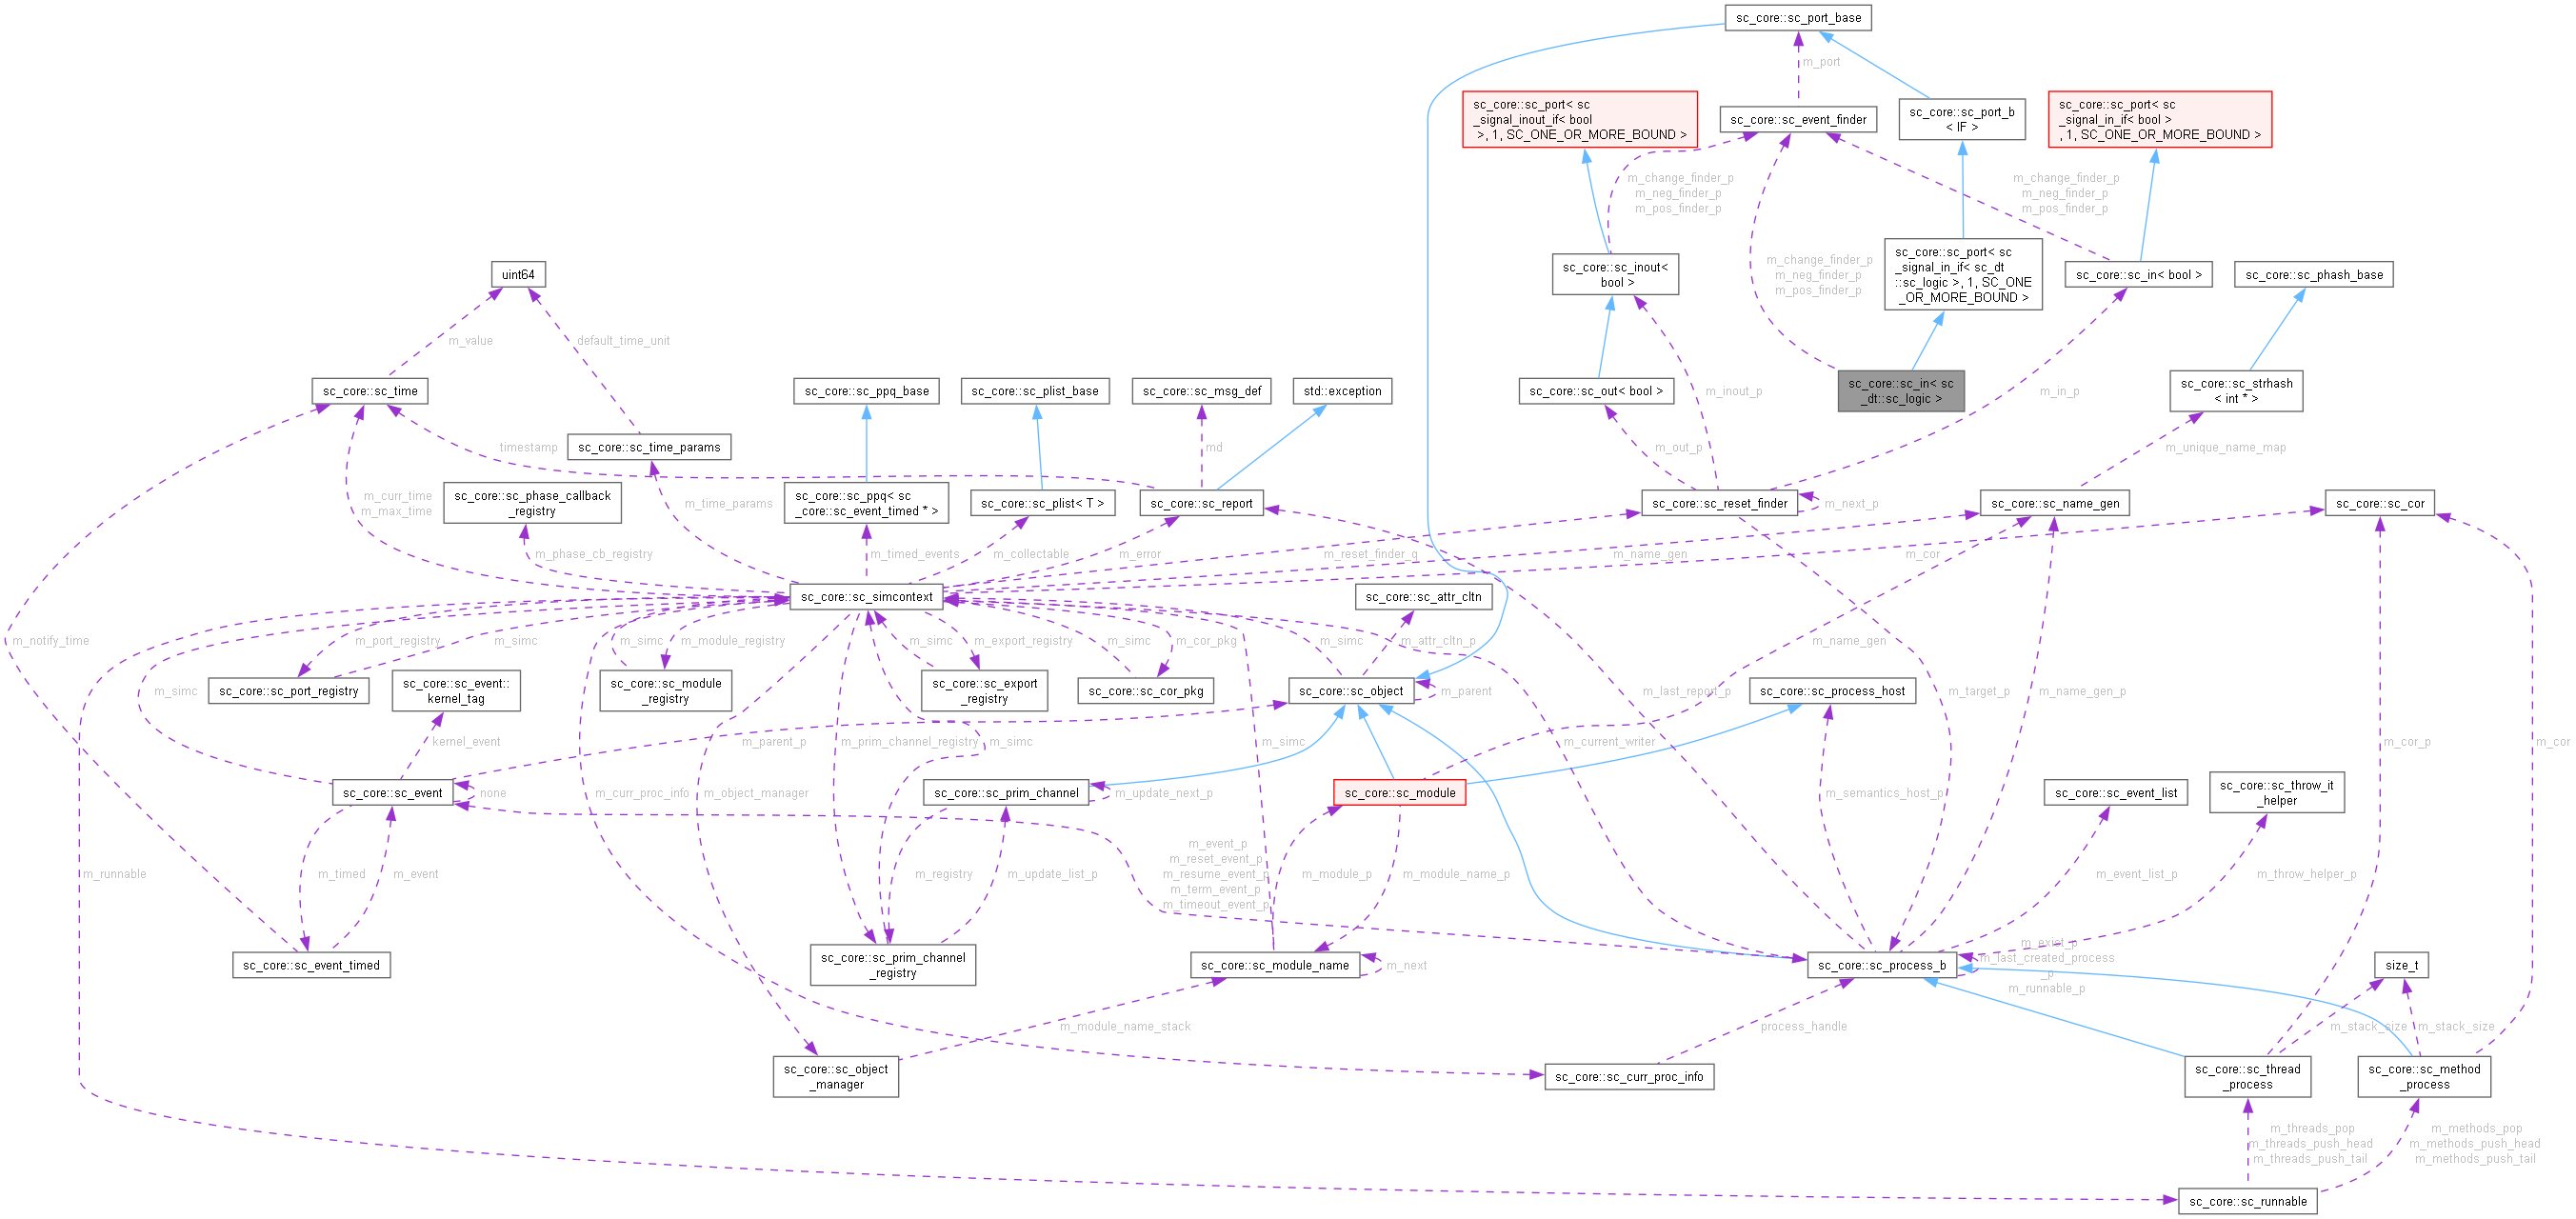 sc_core::sc_port_base
m_port
sc_core::sc_port< sc
_signal_inout_if< bool
>, 1, SC_ONE_OR_MORE_BOUND >
sc_core::sc_event_finder
sc_core::sc_port_b
< IF >
sc_core::sc_port< sc
_signal_in_if< bool >
, 1, SC_ONE_OR_MORE_BOUND >
m_change_finder_p
m_neg_finder_p
m_pos_finder_p
m_change_finder_p
m_neg_finder_p
m_pos_finder_p
uint64
sc_core::sc_inout<
bool >
m_change_finder_p
m_neg_finder_p
m_pos_finder_p
sc_core::sc_port< sc
_signal_in_if< sc_dt
::sc_logic >, 1, SC_ONE
_OR_MORE_BOUND >
sc_core::sc_in< bool >
sc_core::sc_phash_base
m_value
default_time_unit
sc_core::sc_time
sc_core::sc_ppq_base
sc_core::sc_plist_base
sc_core::sc_msg_def
std::exception
sc_core::sc_out< bool >
m_inout_p
sc_core::sc_in< sc
_dt::sc_logic >
m_in_p
sc_core::sc_strhash
< int * >
sc_core::sc_time_params
timestamp
md
m_out_p
m_unique_name_map
m_curr_time
m_max_time
sc_core::sc_phase_callback
_registry
m_time_params
sc_core::sc_ppq< sc
_core::sc_event_timed * >
sc_core::sc_plist< T >
sc_core::sc_report
sc_core::sc_reset_finder
m_next_p
sc_core::sc_name_gen
sc_core::sc_cor
m_phase_cb_registry
m_timed_events
m_collectable
m_error
m_reset_finder_q
m_name_gen
m_cor
sc_core::sc_simcontext
sc_core::sc_attr_cltn
m_notify_time
m_port_registry
m_simc
m_simc
m_module_registry
m_simc
m_export_registry
m_simc
m_cor_pkg
m_simc
m_attr_cltn_p
m_name_gen
sc_core::sc_port_registry
m_simc
sc_core::sc_event::
kernel_tag
sc_core::sc_module
_registry
sc_core::sc_export
_registry
sc_core::sc_cor_pkg
sc_core::sc_object
m_parent
m_last_report_p
sc_core::sc_process_host
m_target_p
m_name_gen_p
kernel_event
m_parent_p
m_prim_channel_registry
m_simc
m_simc
m_current_writer
m_cor_p
m_cor
sc_core::sc_event
none
m_curr_proc_info
m_object_manager
sc_core::sc_prim_channel
m_update_next_p
sc_core::sc_module
m_semantics_host_p
sc_core::sc_event_list
sc_core::sc_throw_it
_helper
m_runnable
m_timed
m_event
m_registry
m_update_list_p
m_event_p
m_reset_event_p
m_resume_event_p
m_term_event_p
m_timeout_event_p
m_module_p
m_module_name_p
m_event_list_p
m_throw_helper_p
sc_core::sc_event_timed
sc_core::sc_prim_channel
_registry
sc_core::sc_module_name
m_next
sc_core::sc_process_b
m_exist_p
m_last_created_process
_p
m_runnable_p
size_t
m_module_name_stack
process_handle
m_stack_size
m_stack_size
sc_core::sc_object
_manager
sc_core::sc_curr_proc_info
sc_core::sc_thread
_process
sc_core::sc_method
_process
m_threads_pop
m_threads_push_head
m_threads_push_tail
m_methods_pop
m_methods_push_head
m_methods_push_tail
sc_core::sc_runnable